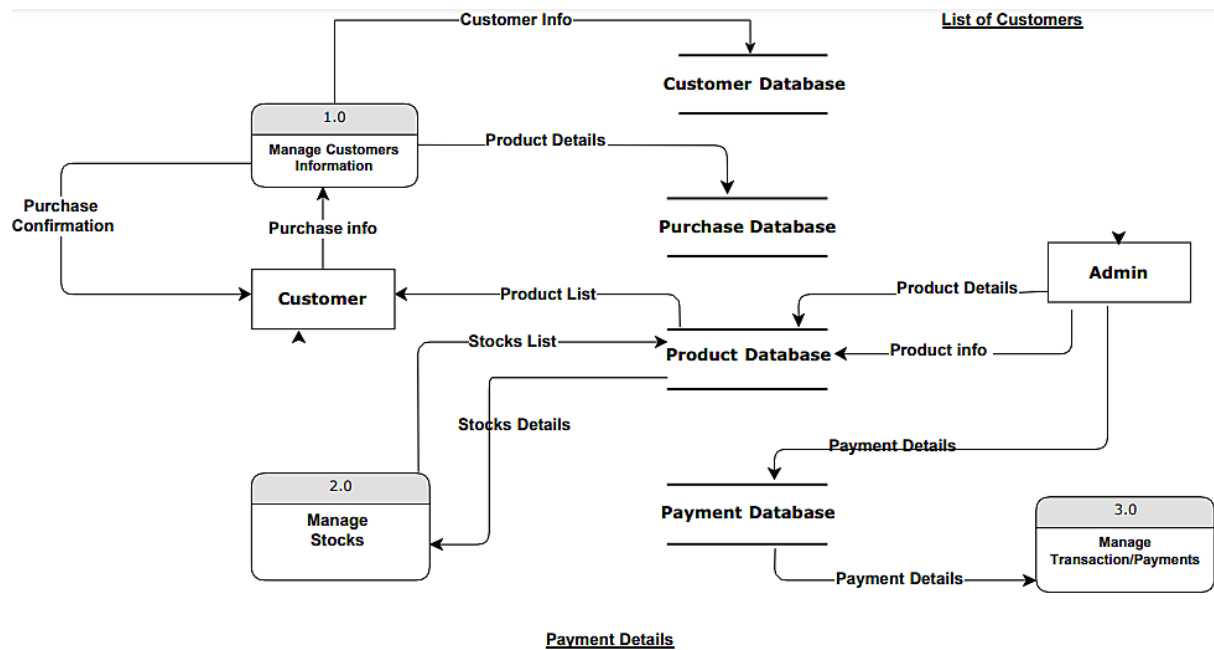 Customer Info
List of Customers
Customer Database
1.0
Manage Customers
Information
Product Details
Purchase
Confirmation
Purchase info
Purchase Database
Customer
Product List
Product Details
Admin
Stocks List
Product Database
Product info
Stocks Details
Payment Details
2.0
Manage
Stocks
Payment Database
3.0
Manage
Transaction/Payments
Payment Details
Payment Details